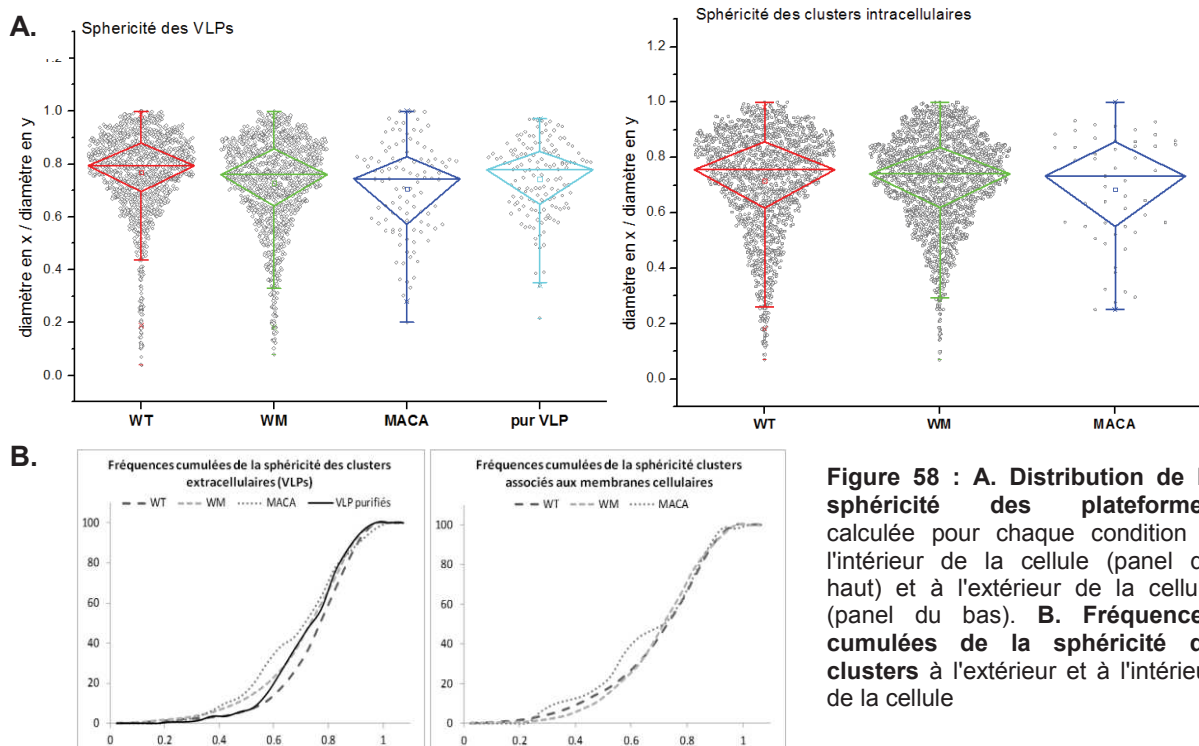 A.
Sphericité des VLPs
diamètre en x / diamètre en y
1.0
0.8
0.6
0.4
0.2
0.0
WT WM MACA pur VLP
Sphéricité des clusters intracellulaires
diamètre en x / diamètre en y
1.2
1.0
0.8
0.6
0.4
0.2
0.0
WT WM MACA
B.
Fréquences cumulées de la sphéricité des clusters
extracellulaires (VLPs)
WT WM MACA VLP purifiés
100
80
60
40
20
0
0 0.2 0.4 0.6 0.8 1
Fréquences cumulées de la sphéricité clusters
associés aux membranes cellulaires
WT WM MACA
100
80
60
40
20
0
0 0.2 0.4 0.6 0.8 1
Figure 58 : A. Distribution de
sphéricité des plateforme
calculée pour chaque condition
l'intérieur de la cellule (panel d
haut) et à l'extérieur de la cellu
(panel du bas). B. Fréquence
cumulées de la sphéricité d
clusters à l'extérieur et à l'intérieu
de la cellule